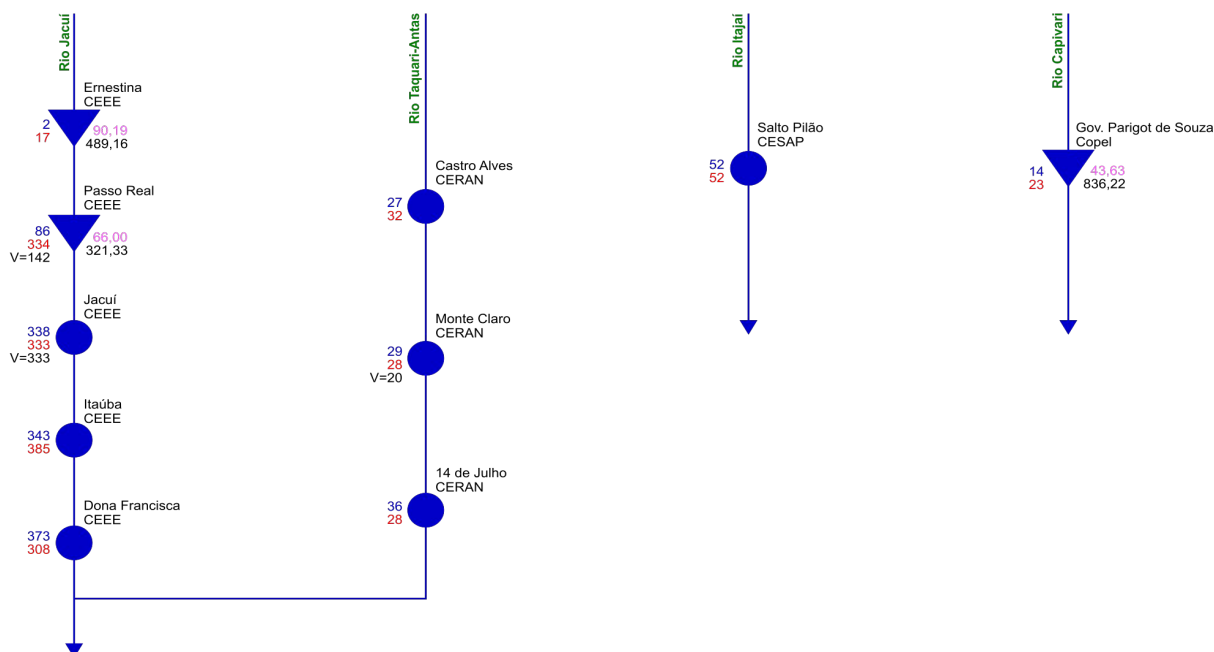 Rio Jacuí
Ernestina
CEEE
2
17
90,19
489,16
Passo Real
CEEE
86
334
V=142
66,00
321,33
Jacuí
CEEE
338
333
V=333
Itaúba
CEEE
343
385
Dona Francisca
CEEE
373
308
Rio Taquari-Antas
Castro Alves
CERAN
27
32
Monte Claro
CERAN
29
28
V=20
14 de Julho
CERAN
36
28
Rio Itajaí
Salto Pilão
CESAP
52
52
Rio Capivari
Gov. Parigot de Souza
Copel
14
23
43,63
836,22